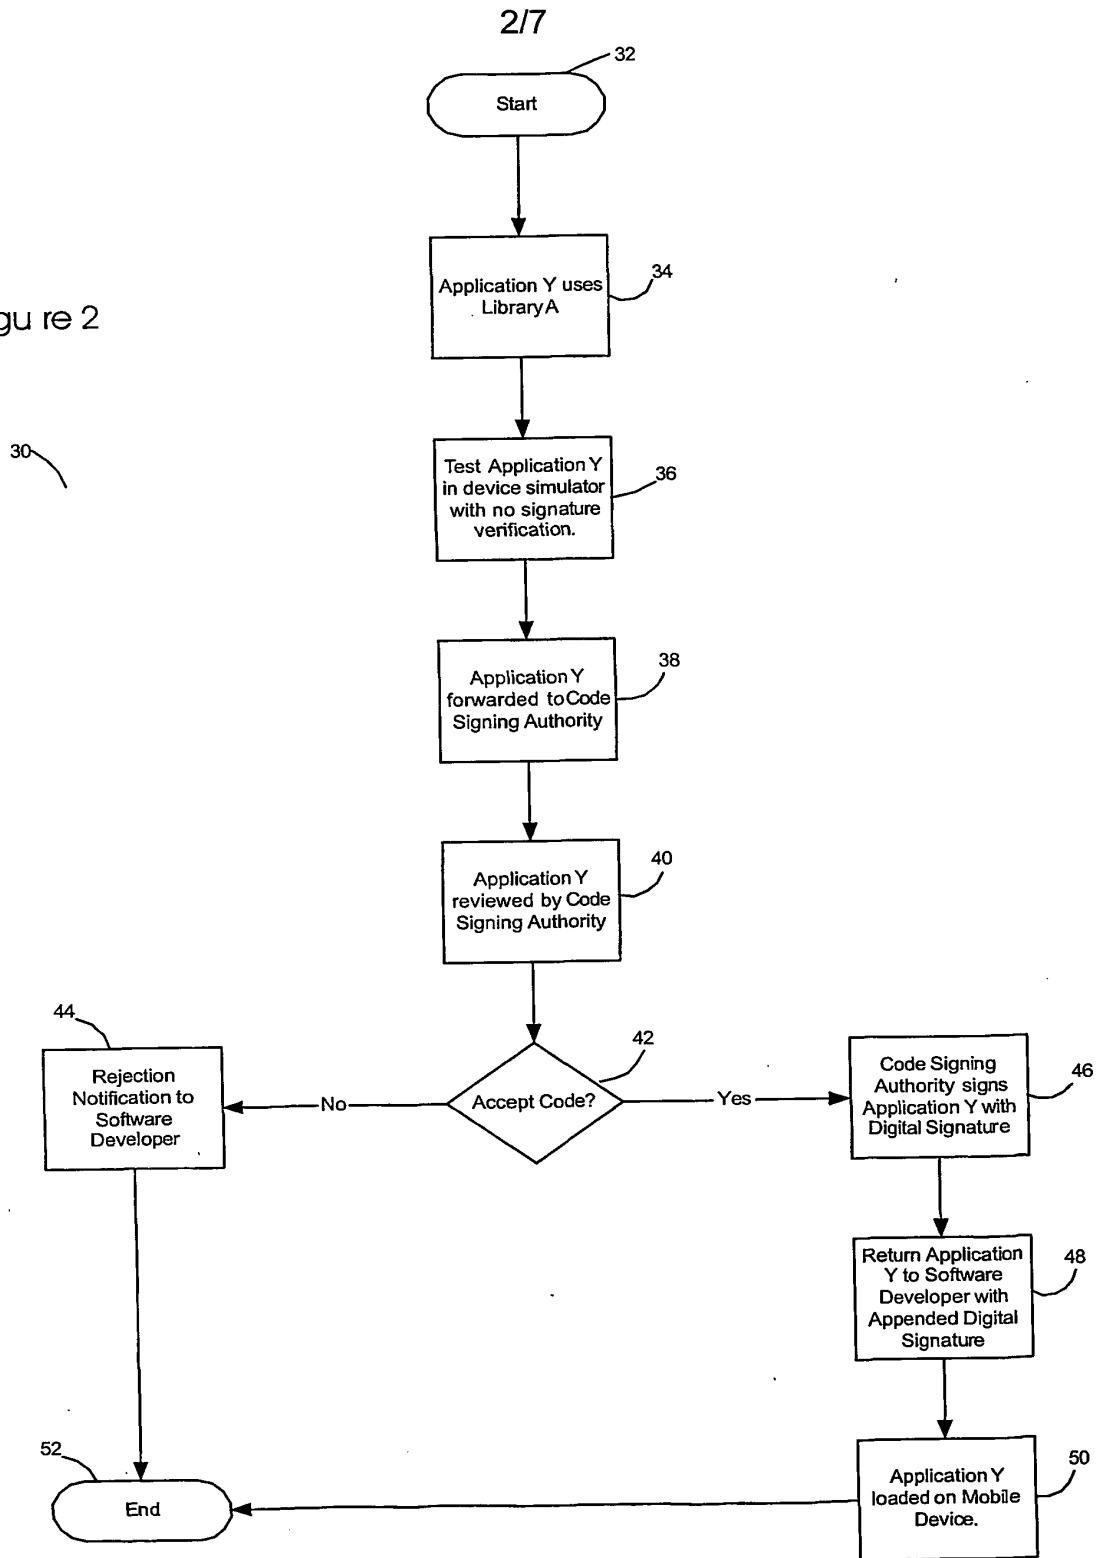 2/7
32
Start
Application Y uses
Library A
34
gu re 2
30
Test Application Y
in device simulator
with no signature
verification.
36
Application Y
forwarded to Code
Signing Authority
38
Application Y
reviewed by Code
Signing Authority
40
44
Rejection
Notification to
Software
Developer
No
Accept Code?
42
Yes
Code Signing
Authority signs
Application Y with
Digital Signature
46
Return Application
Y to Software
Developer with
Appended Digital
Signature
48
52
End
Application Y
loaded on Mobile
Device.
50